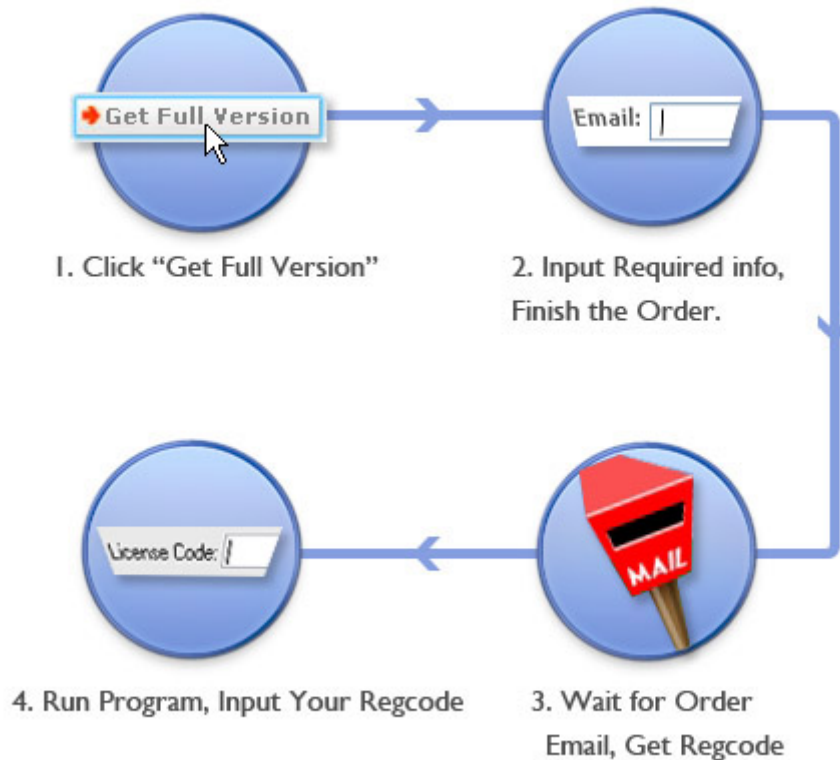 Get Full Version
Email:
1. Click “Get Full Version”
2. Input Required info,
Finish the Order.
License Code:
MAIL
4. Run Program, Input Your Regcode
3. Wait for Order
Email, Get Regcode